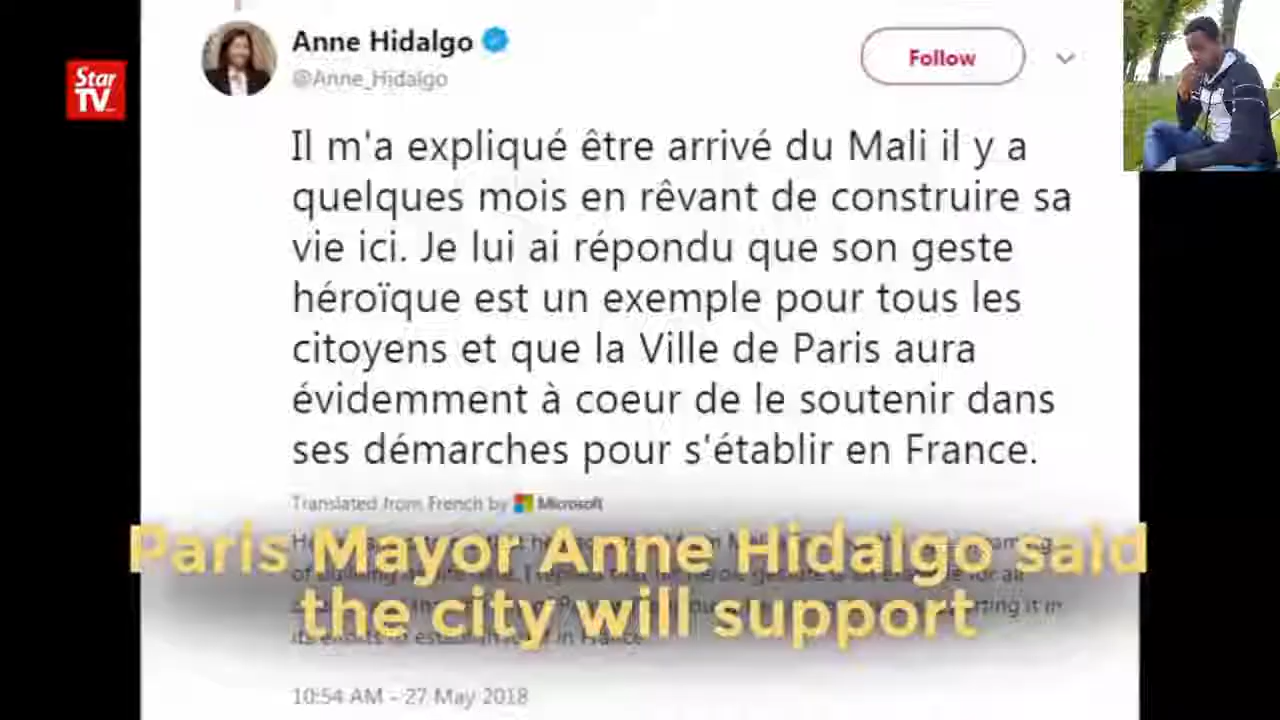 Star
TV
Anne Hidalgo
@Anne_Hidalgo
Follow
Il m'a expliqué être arrivé du Mali il y a
quelques mois en rêvant de construire sa
vie ici. Je lui ai répondu que son geste
héroïque est un exemple pour tous les
citoyens et que la Ville de Paris aura
évidemment à coeur de le soutenir dans
ses démarches pour s'établir en France.
Translated from French by Microsoft
Paris Mayor Anne Hidalgo said
the city will support
10:54 AM - 27 May 2018